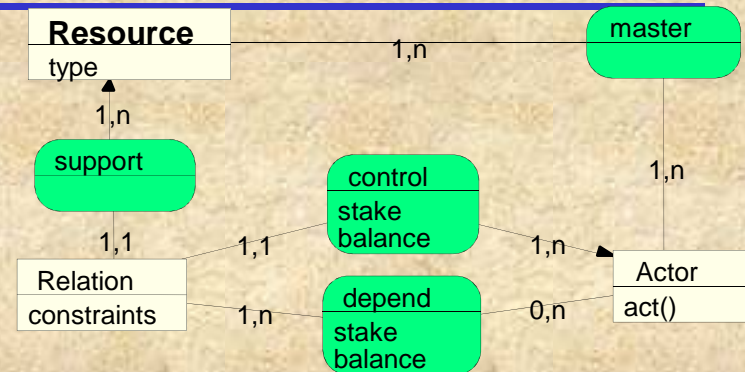 Resource
type
1,n
master
1,n
support
control
stake
balance
1,n
1,1
1,1
1,n
Relation
constraints
1,n
depend
stake
balance
0,n
Actor
act()